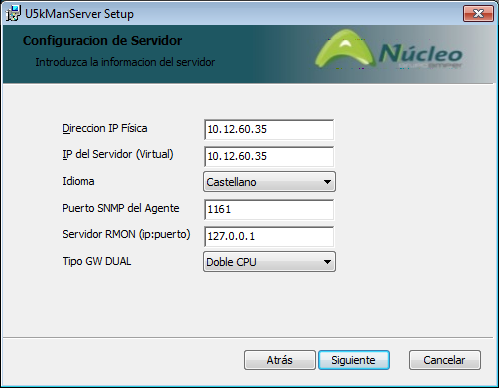 U5kManServer Setup
Configuracion de Servidor
Introduzca la informacion del servidor
Núcleo
Direccion IP Física
10.12.60.35
IP del Servidor (Virtual)
10.12.60.35
Idioma
Castellano
Puerto SNMP del Agente
1161
Servidor RMON (ip:puerto)
127.0.0.1
Tipo GW DUAL
Doble CPU
Atrás
Siguiente
Cancelar